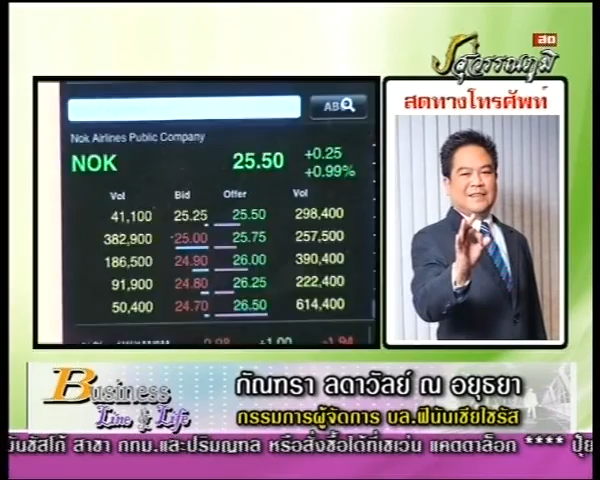 สด
สุวรรณภูมิ
สดทางโทรศัพท์
Nok Airlines Public Company
NOK 25.50 +0.25
+0.99%
Vol Bid Offer Vol
41,100 25.25 25.50 298,400
382,900 25.00 25.75 257,500
186,500 24.90 26.00 390,400
91,900 24.80 26.25 222,400
50,400 24.70 26.50 614,400
Business
Line & Life
กัณฑรา ลดาวัลย์ ณ อยุธยา
กรรมการผู้จัดการ บล.ฟินันเซียไซรัส
สาขา กทม.และปริมณฑล หรือสั่งซื้อได้ที่เซเว่น แคตตาล็อก ****